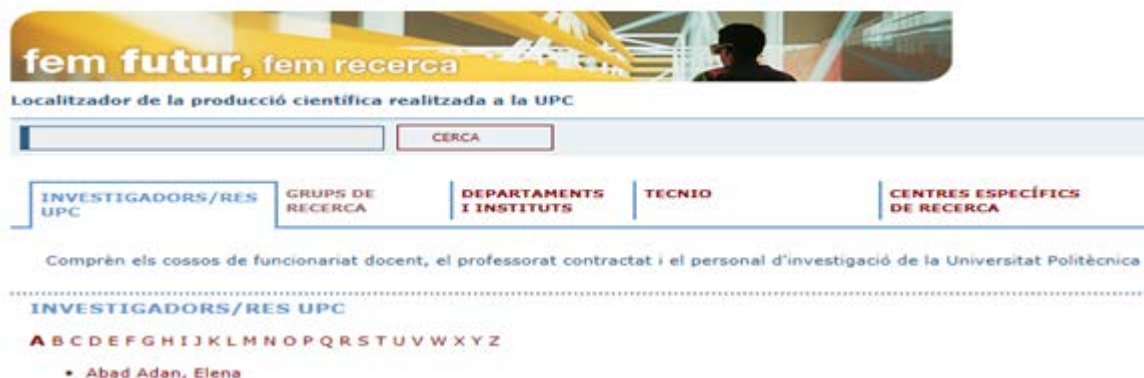 fem futur, fem recerca
Localitzador de la producció científica realitzada a la UPC
CERCA
INVESTIGADORS/RES UPC
GRUPS DE RECERCA
DEPARTAMENTS I INSTITUTS
TECNIO
CENTRES ESPECÍFICS DE RECERCA
Comprèn els cossos de funcionariat docent, el professorat contractat i el personal d'investigació de la Universitat Politècnica
INVESTIGADORS/RES UPC
A B C D E F G H I J K L M N O P Q R S T U V W X Y Z
• Abad Adan, Elena